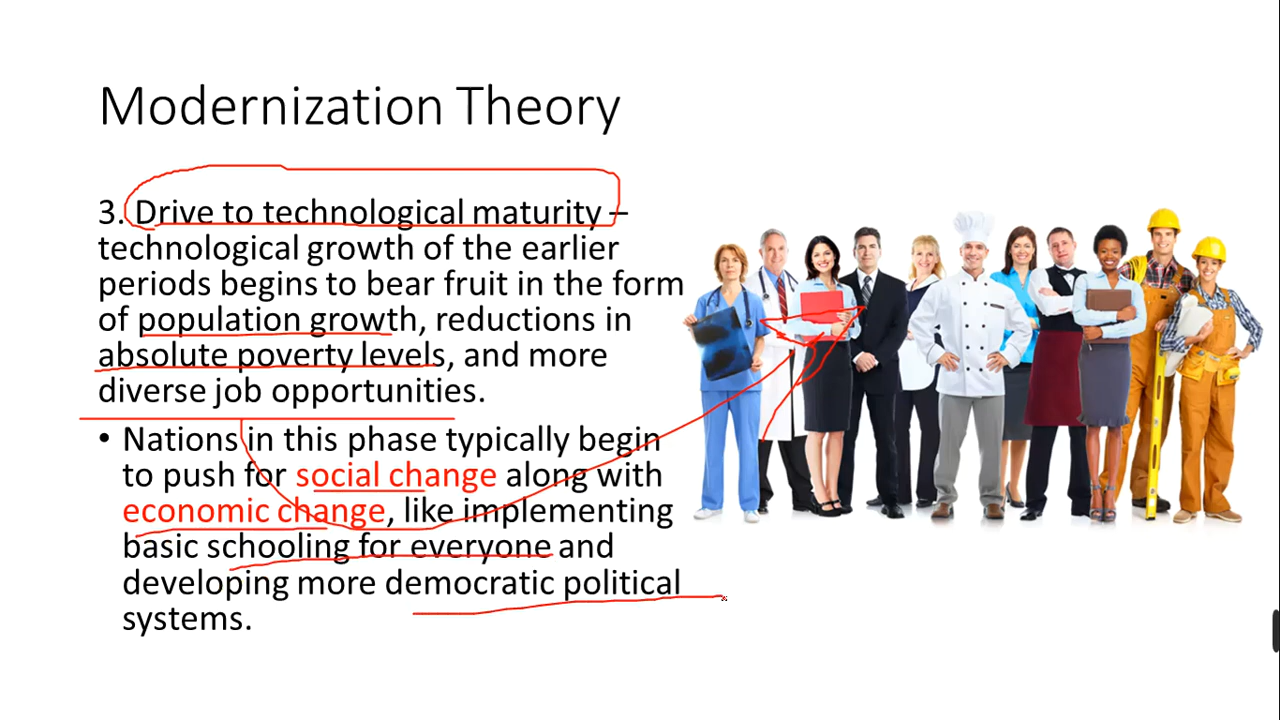 Modernization Theory
3. Drive to technological maturity –
technological growth of the earlier
periods begins to bear fruit in the form
of population growth, reductions in
absolute poverty levels, and more
diverse job opportunities.
• Nations in this phase typically begin
to push for social change along with
economic change, like implementing
basic schooling for everyone and
developing more democratic political
systems.